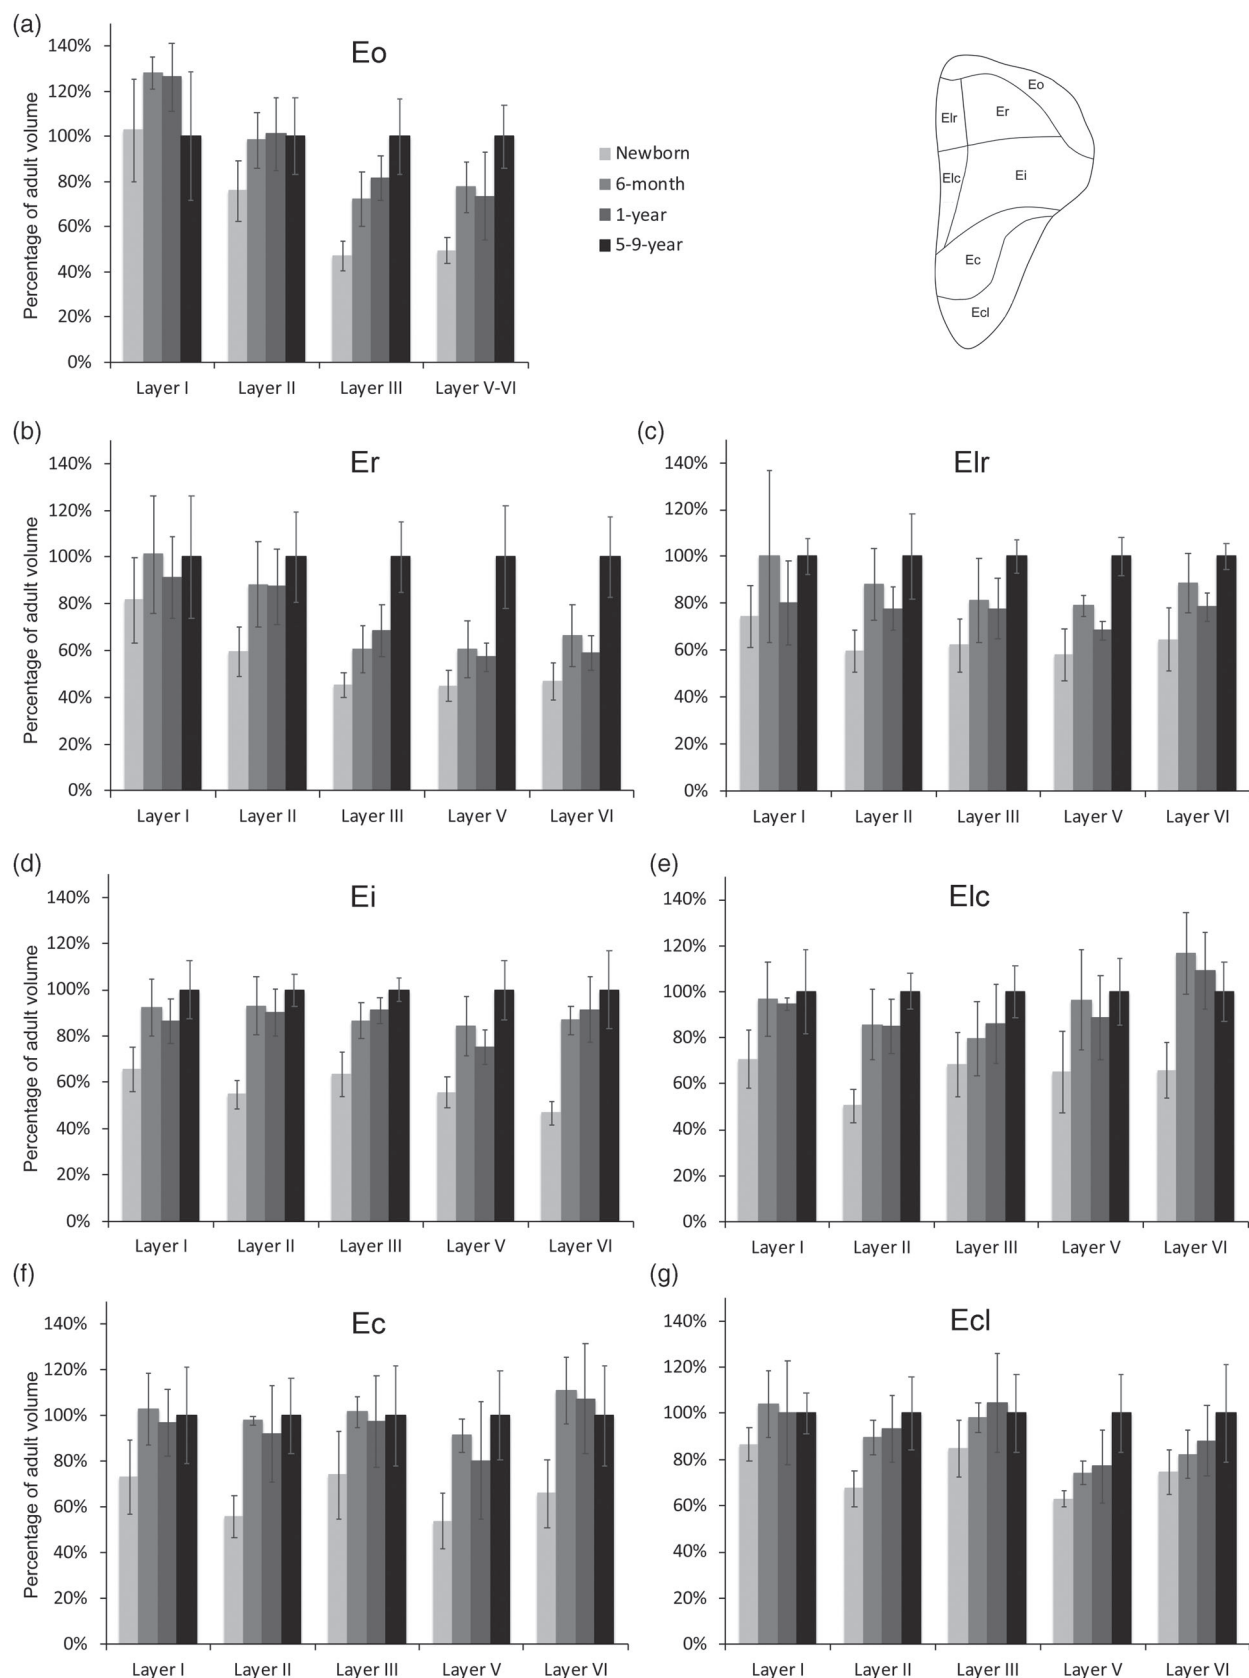 (a)
Eo
Percentage of adult volume
140%
120%
100%
80%
60%
40%
20%
0%
Layer I Layer II Layer III Layer V-VI
Newborn
6-month
1-year
5-9-year
Eo
Elr
Er
Elc
Ei
Ec
Ecl
(b)
Er
Percentage of adult volume
140%
120%
100%
80%
60%
40%
20%
0%
Layer I Layer II Layer III Layer V Layer VI
(c)
Elr
140%
120%
100%
80%
60%
40%
20%
0%
Layer I Layer II Layer III Layer V Layer VI
(d)
Ei
Percentage of adult volume
140%
120%
100%
80%
60%
40%
20%
0%
Layer I Layer II Layer III Layer V Layer VI
(e)
Elc
140%
120%
100%
80%
60%
40%
20%
0%
Layer I Layer II Layer III Layer V Layer VI
(f)
Ec
Percentage of adult volume
140%
120%
100%
80%
60%
40%
20%
0%
Layer I Layer II Layer III Layer V Layer VI
(g)
Ecl
140%
120%
100%
80%
60%
40%
20%
0%
Layer I Layer II Layer III Layer V Layer VI